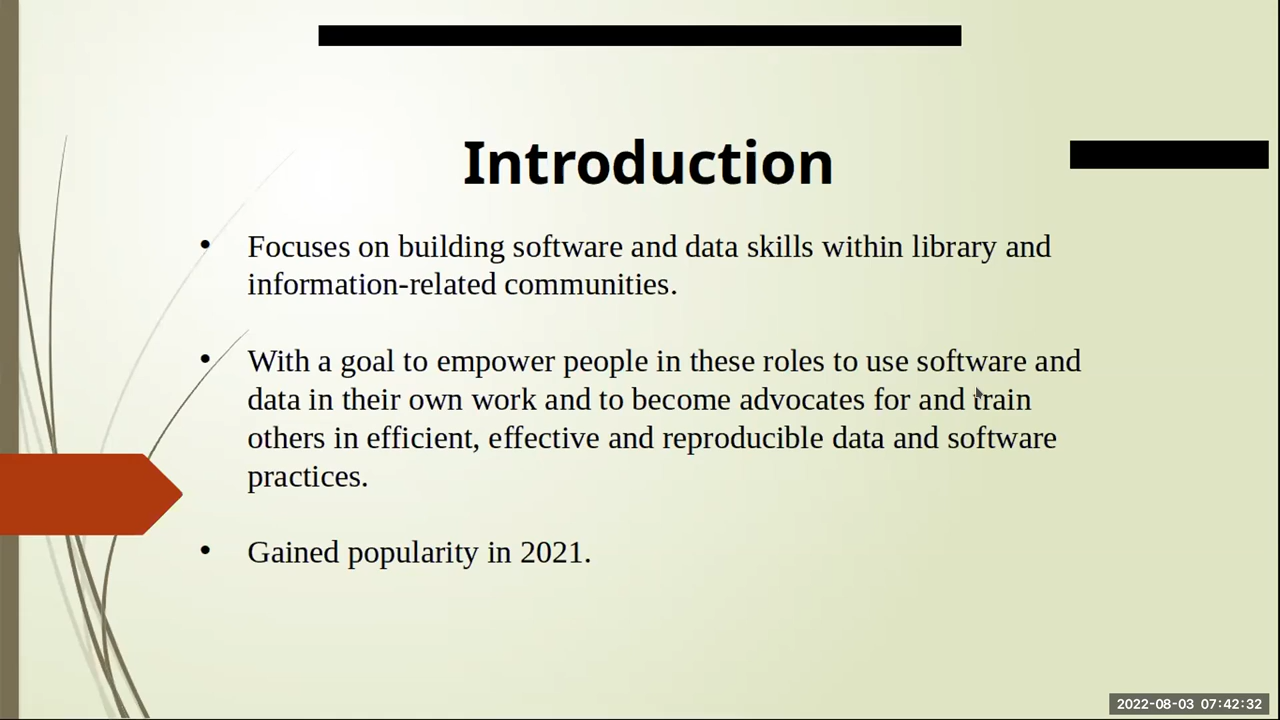 Introduction
• Focuses on building software and data skills within library and
information-related communities.
• With a goal to empower people in these roles to use software and
data in their own work and to become advocates for and train
others in efficient, effective and reproducible data and software
practices.
• Gained popularity in 2021.
2022-08-03 07:42:32